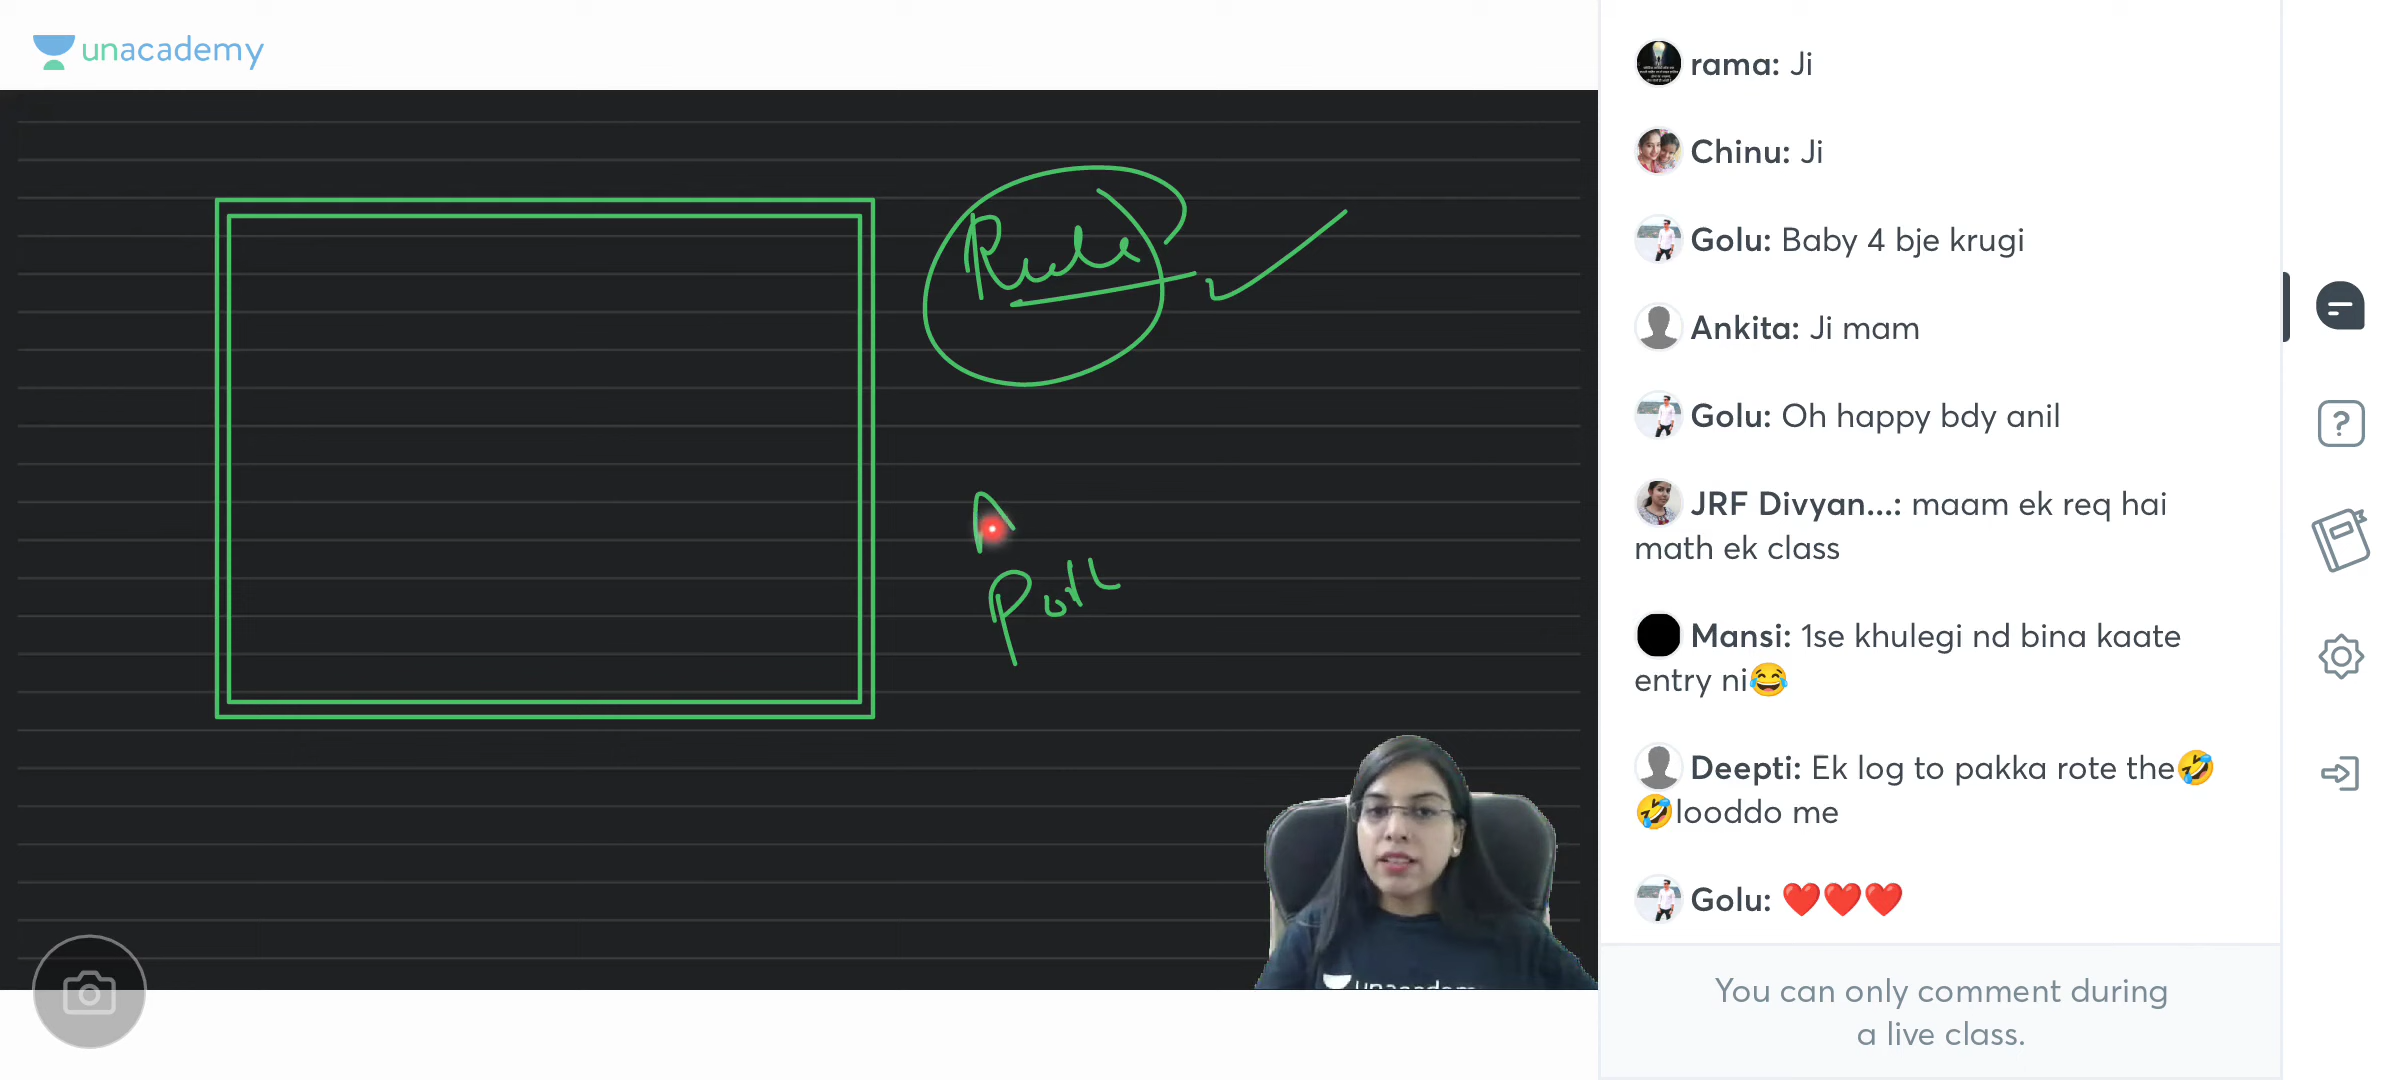 unacademy
Rule
unacadem
rama: Ji
Chinu: Ji
Golu: Baby 4 bje krugi
Ankita: Ji mam
Golu: Oh happy bdy anil
JRF Divyan...: maam ek req hai
math ek class
Mansi: 1se khulegi nd bina kaate
entry ni😂
Deepti: Ek log to pakka rote the🤣
🤣looddo me
Golu: ❤️❤️❤️
You can only comment during
a live class.